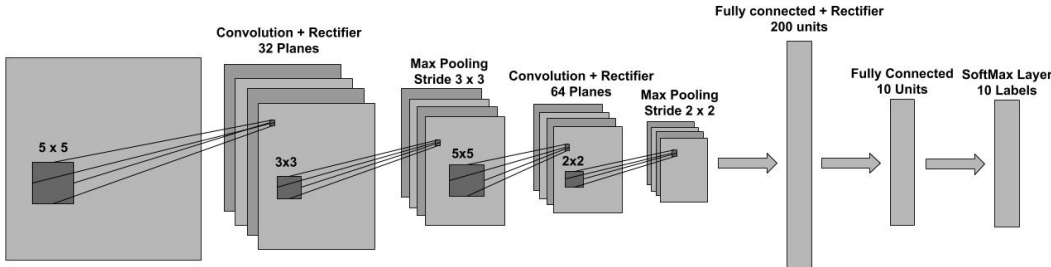 5 x 5
Convolution + Rectifier
32 Planes
3x3
Max Pooling
Stride 3 x 3
5x5
Convolution + Rectifier
64 Planes
2x2
Max Pooling
Stride 2 x 2
Fully connected + Rectifier
200 units
Fully Connected
10 Units
SoftMax Layer
10 Labels